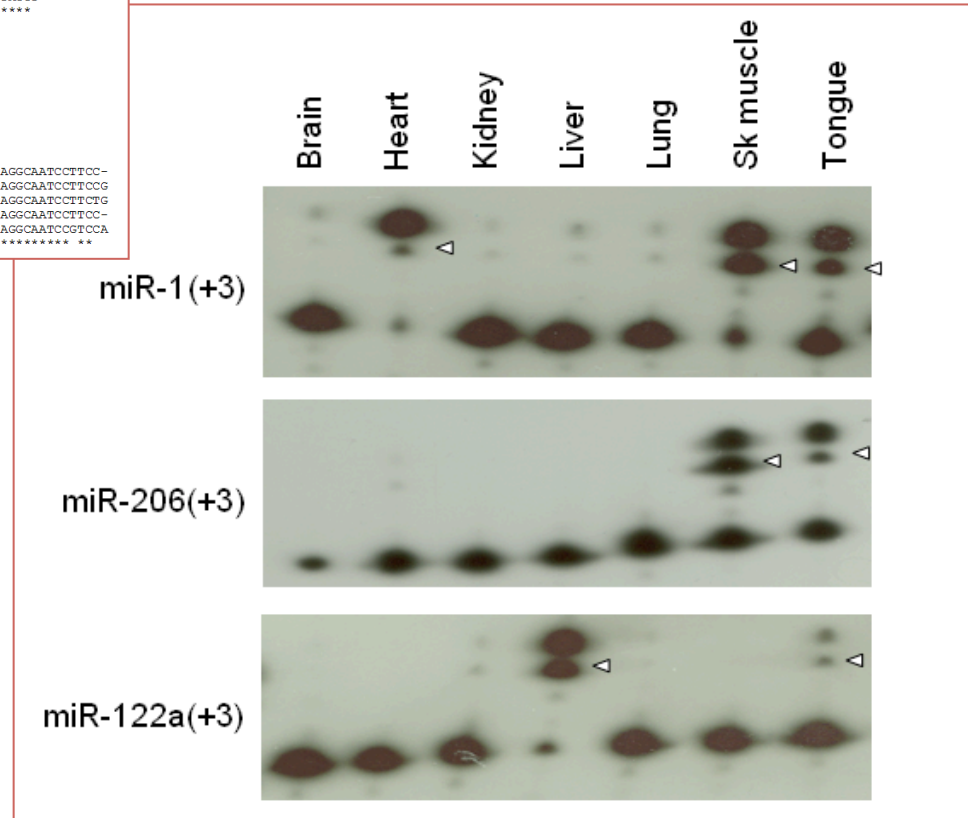 ****
AGGCAATCCTTCC-
AGGCAATCCTTCCG
AGGCAATCCTTCTG
AGGCAATCCTTCC-
AGGCAATCCGTCCA
********* **
Brain
Heart
Kidney
Liver
Lung
Sk muscle
Tongue
miR-1(+3)
miR-206(+3)
miR-122a(+3)